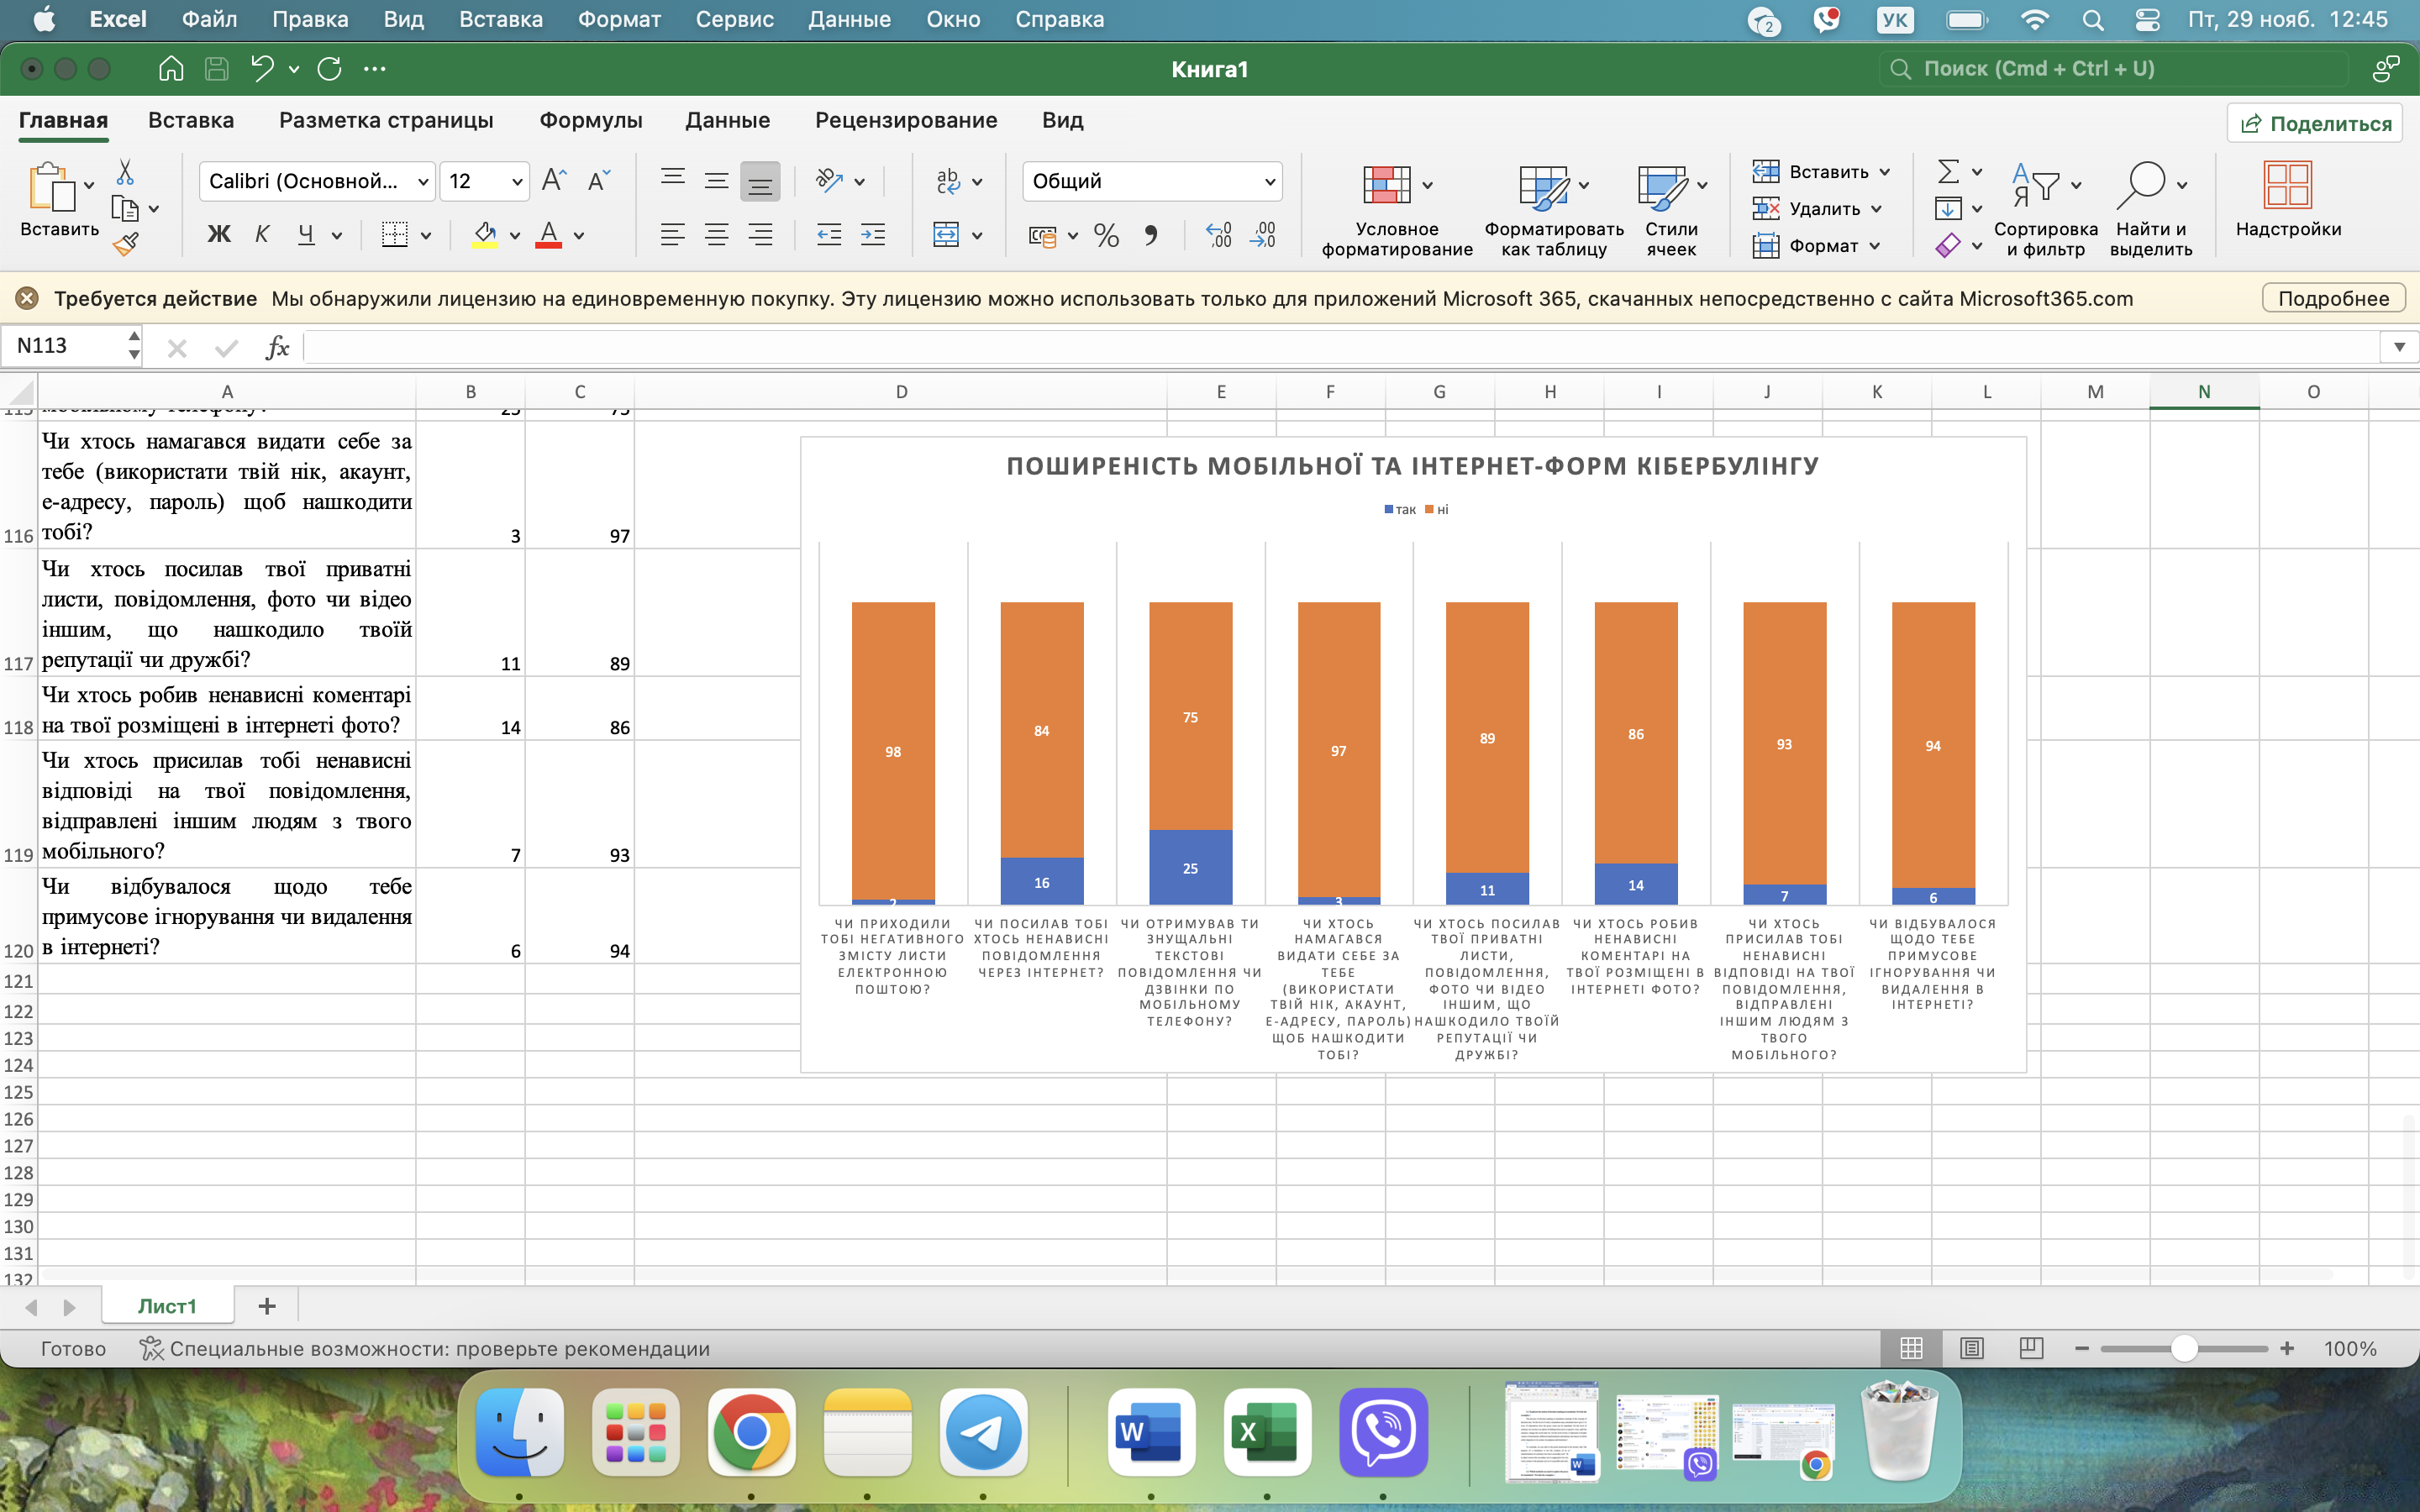 Excel Файл Правка Вид Вставка Формат Сервис Данные Окно Справка 2 УК Пт, 29 нояб. 12:45
Книга1
Поиск (Cmd + Ctrl + U)
Главная Вставка Разметка страницы Формулы Данные Рецензирование Вид
Поделиться
Вставить
Calibri (Основной... 12
Ж К Ч
Общий
Условное форматирование
Форматировать как таблицу
Стили ячеек
Вставить
Удалить
Формат
Сортировка и фильтр
Найти и выделить
Надстройки
Требуется действие Мы обнаружили лицензию на единовременную покупку. Эту лицензию можно использовать только для приложений Microsoft 365, скачанных непосредственно с сайта Microsoft365.com
Подробнее
N113 fx
A B C D E F G H I J K L M N O
115 мобільному телефону? 25 75
Чи хтось намагався видати себе за
тебе (використати твій нік, акаунт,
е-адресу, пароль) щоб нашкодити
116 тобі? 3 97
Чи хтось посилав твої приватні
листи, повідомлення, фото чи відео
іншим, що нашкодило твоїй
117 репутації чи дружбі? 11 89
Чи хтось робив ненависні коментарі
118 на твої розміщені в інтернеті фото? 14 86
Чи хтось присилав тобі ненависні
відповіді на твої повідомлення,
відправлені іншим людям з твого
119 мобільного? 7 93
Чи відбувалося щодо тебе
примусове ігнорування чи видалення
120 в інтернеті? 6 94
121
122
123
124
125
126
127
128
129
130
131
132
ПОШИРЕНІСТЬ МОБІЛЬНОЇ ТА ІНТЕРНЕТ-ФОРМ КІБЕРБУЛІНГУ
так ні
98 84 75 97 89 86 93 94
2 16 25 3 11 14 7 6
ЧИ ПРИХОДИЛИ
ТОБІ НЕГАТИВНОГО
ЗМІСТУ ЛИСТИ
ЕЛЕКТРОННОЮ
ПОШТОЮ?
ЧИ ПОСИЛАВ ТОБІ
ХТОСЬ НЕНАВИСНІ
ПОВІДОМЛЕННЯ
ЧЕРЕЗ ІНТЕРНЕТ?
ЧИ ОТРИМУВАВ ТИ
ЗНУЩАЛЬНІ
ТЕКСТОВІ
ПОВІДОМЛЕННЯ ЧИ
ДЗВІНКИ ПО
МОБІЛЬНОМУ
ТЕЛЕФОНУ?
ЧИ ХТОСЬ
НАМАГАВСЯ
ВИДАТИ СЕБЕ ЗА
ТЕБЕ
(ВИКОРИСТАТИ
ТВІЙ НІК, АКАУНТ,
Е-АДРЕСУ, ПАРОЛЬ)
ЩОБ НАШКОДИТИ
ТОБІ?
ЧИ ХТОСЬ ПОСИЛАВ
ТВОЇ ПРИВАТНІ
ЛИСТИ,
ПОВІДОМЛЕННЯ,
ФОТО ЧИ ВІДЕО
ІНШИМ, ЩО
НАШКОДИЛО ТВОЇЙ
РЕПУТАЦІЇ ЧИ
ДРУЖБІ?
ЧИ ХТОСЬ РОБИВ
НЕНАВИСНІ
КОМЕНТАРІ НА
ТВОЇ РОЗМІЩЕНІ В
ІНТЕРНЕТІ ФОТО?
ЧИ ХТОСЬ
ПРИСИЛАВ ТОБІ
НЕНАВИСНІ
ВІДПОВІДІ НА ТВОЇ
ПОВІДОМЛЕННЯ,
ВІДПРАВЛЕНІ
ІНШИМ ЛЮДЯМ З
ТВОГО
МОБІЛЬНОГО?
ЧИ ВІДБУВАЛОСЯ
ЩОДО ТЕБЕ
ПРИМУСОВЕ
ІГНОРУВАННЯ ЧИ
ВИДАЛЕННЯ В
ІНТЕРНЕТІ?
Лист1
Готово Специальные возможности: проверьте рекомендации 100%